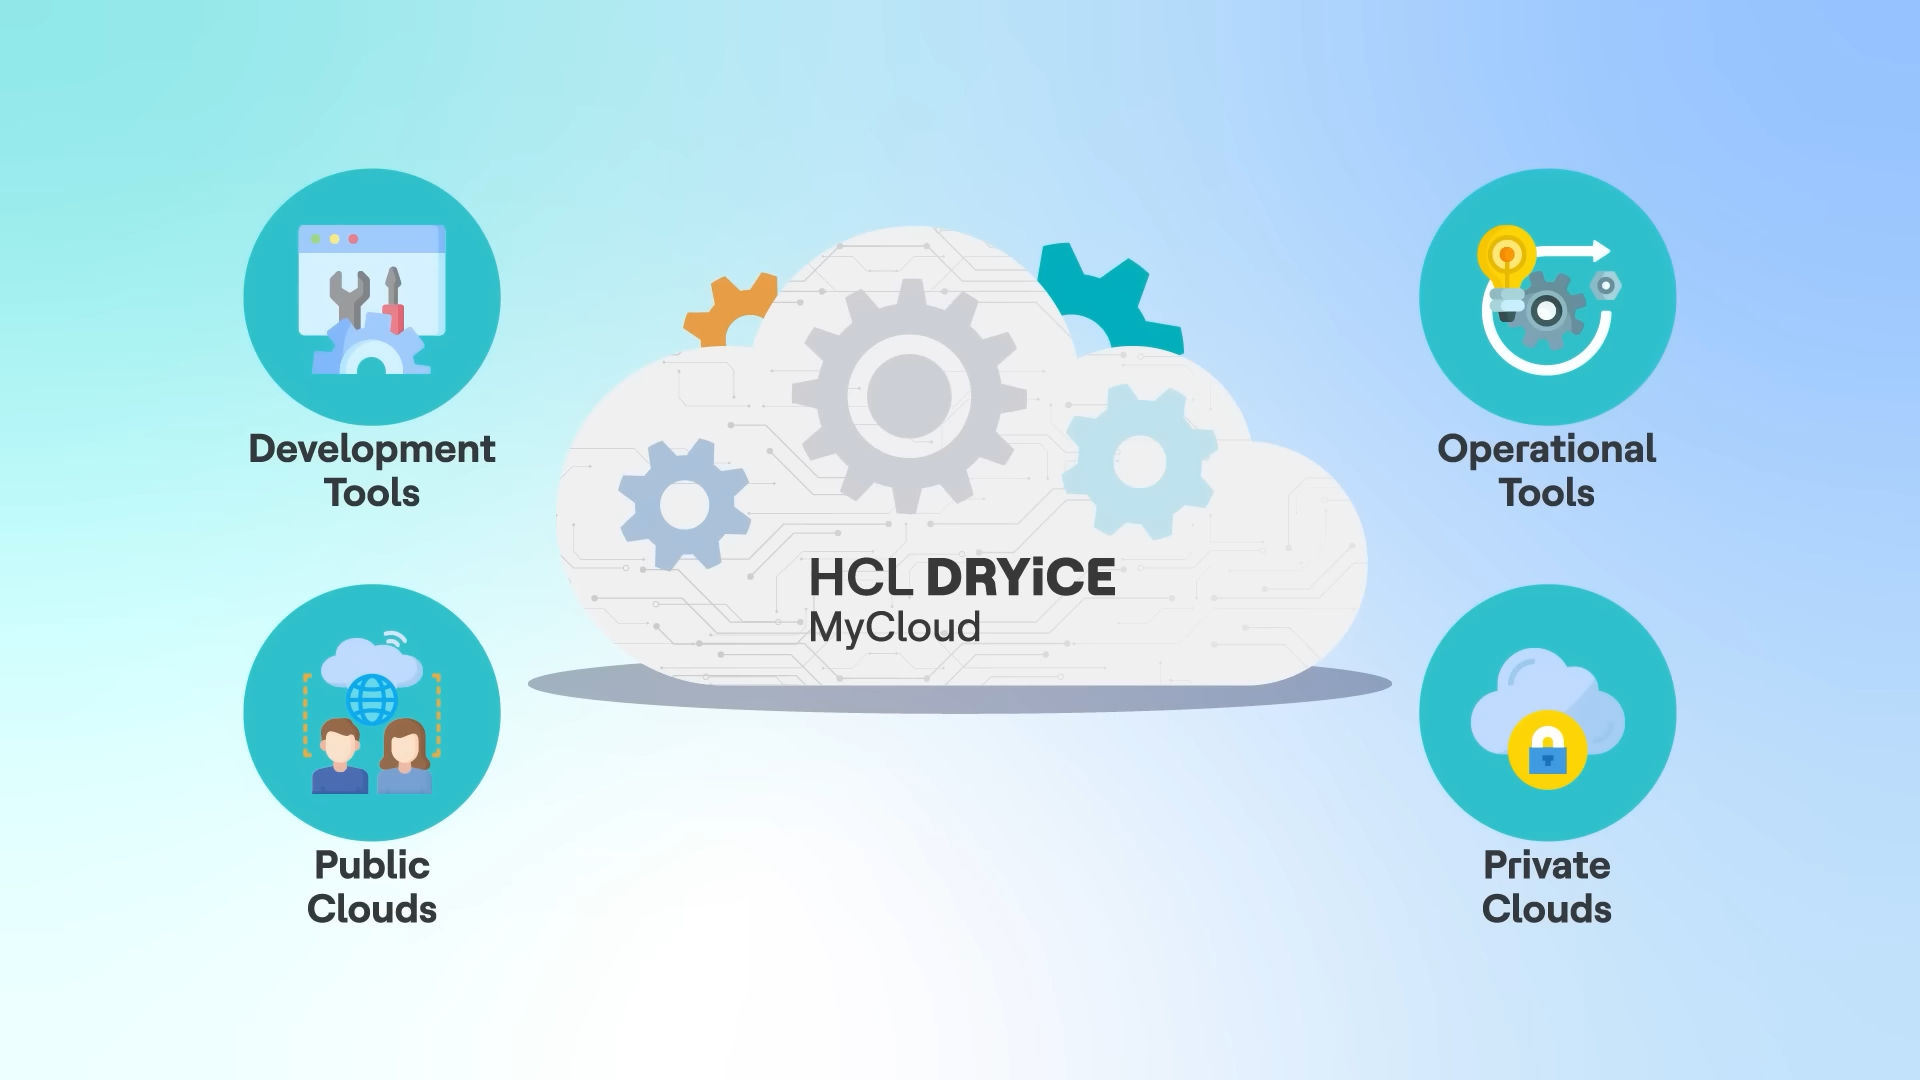 Development
Tools
Operational
Tools
HCL DRYiCE
MyCloud
Public
Clouds
Private
Clouds